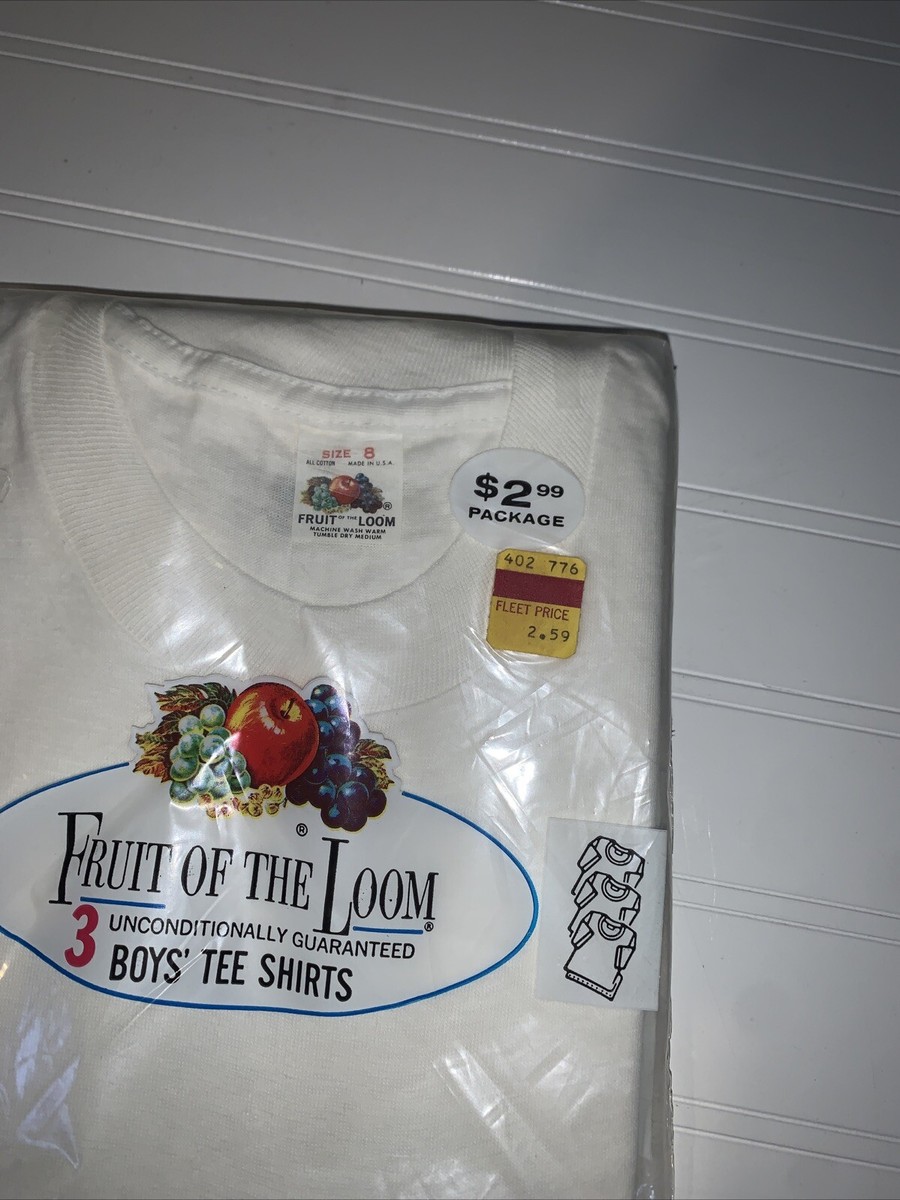 SIZE 8
ALL COTTON MADE IN U.S.A.
®
FRUIT OF THE LOOM
MACHINE WASH WARM
TUMBLE DRY MEDIUM
$2.99
PACKAGE
402 776
FLEET PRICE
2.59
®
FRUIT OF THE LOOM®
3 UNCONDITIONALLY GUARANTEED
BOYS' TEE SHIRTS